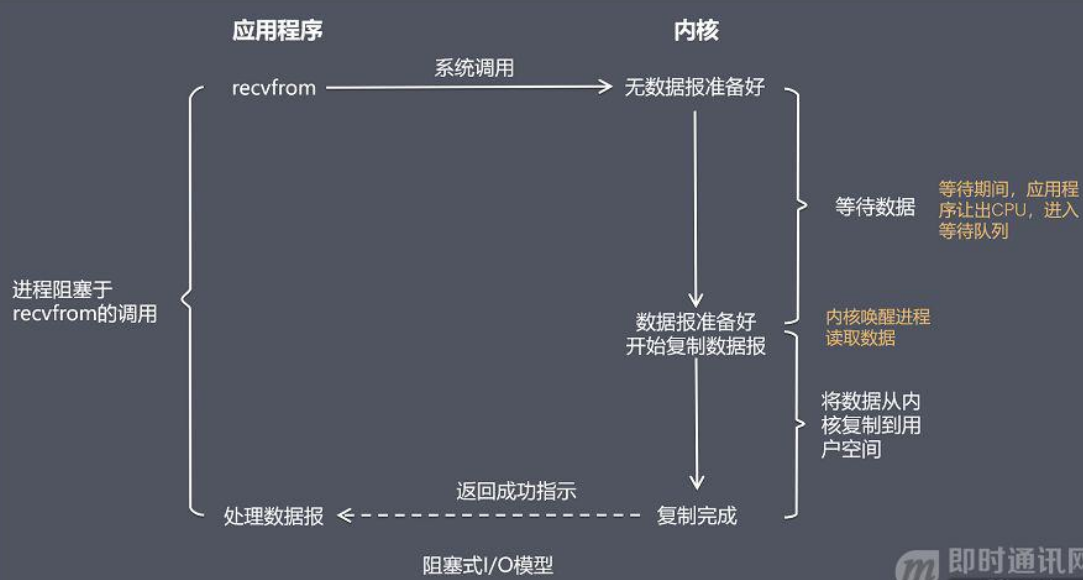 应用程序
内核
系统调用
recvfrom
无数据报准备好
等待数据
等待期间，应用程
序让出CPU，进入
等待队列
进程阻塞于
recvfrom的调用
数据报准备好
开始复制数据报
内核唤醒进程
读取数据
将数据从内
核复制到用
户空间
返回成功指示
处理数据报
复制完成
阻塞式I/O模型
即时通讯网